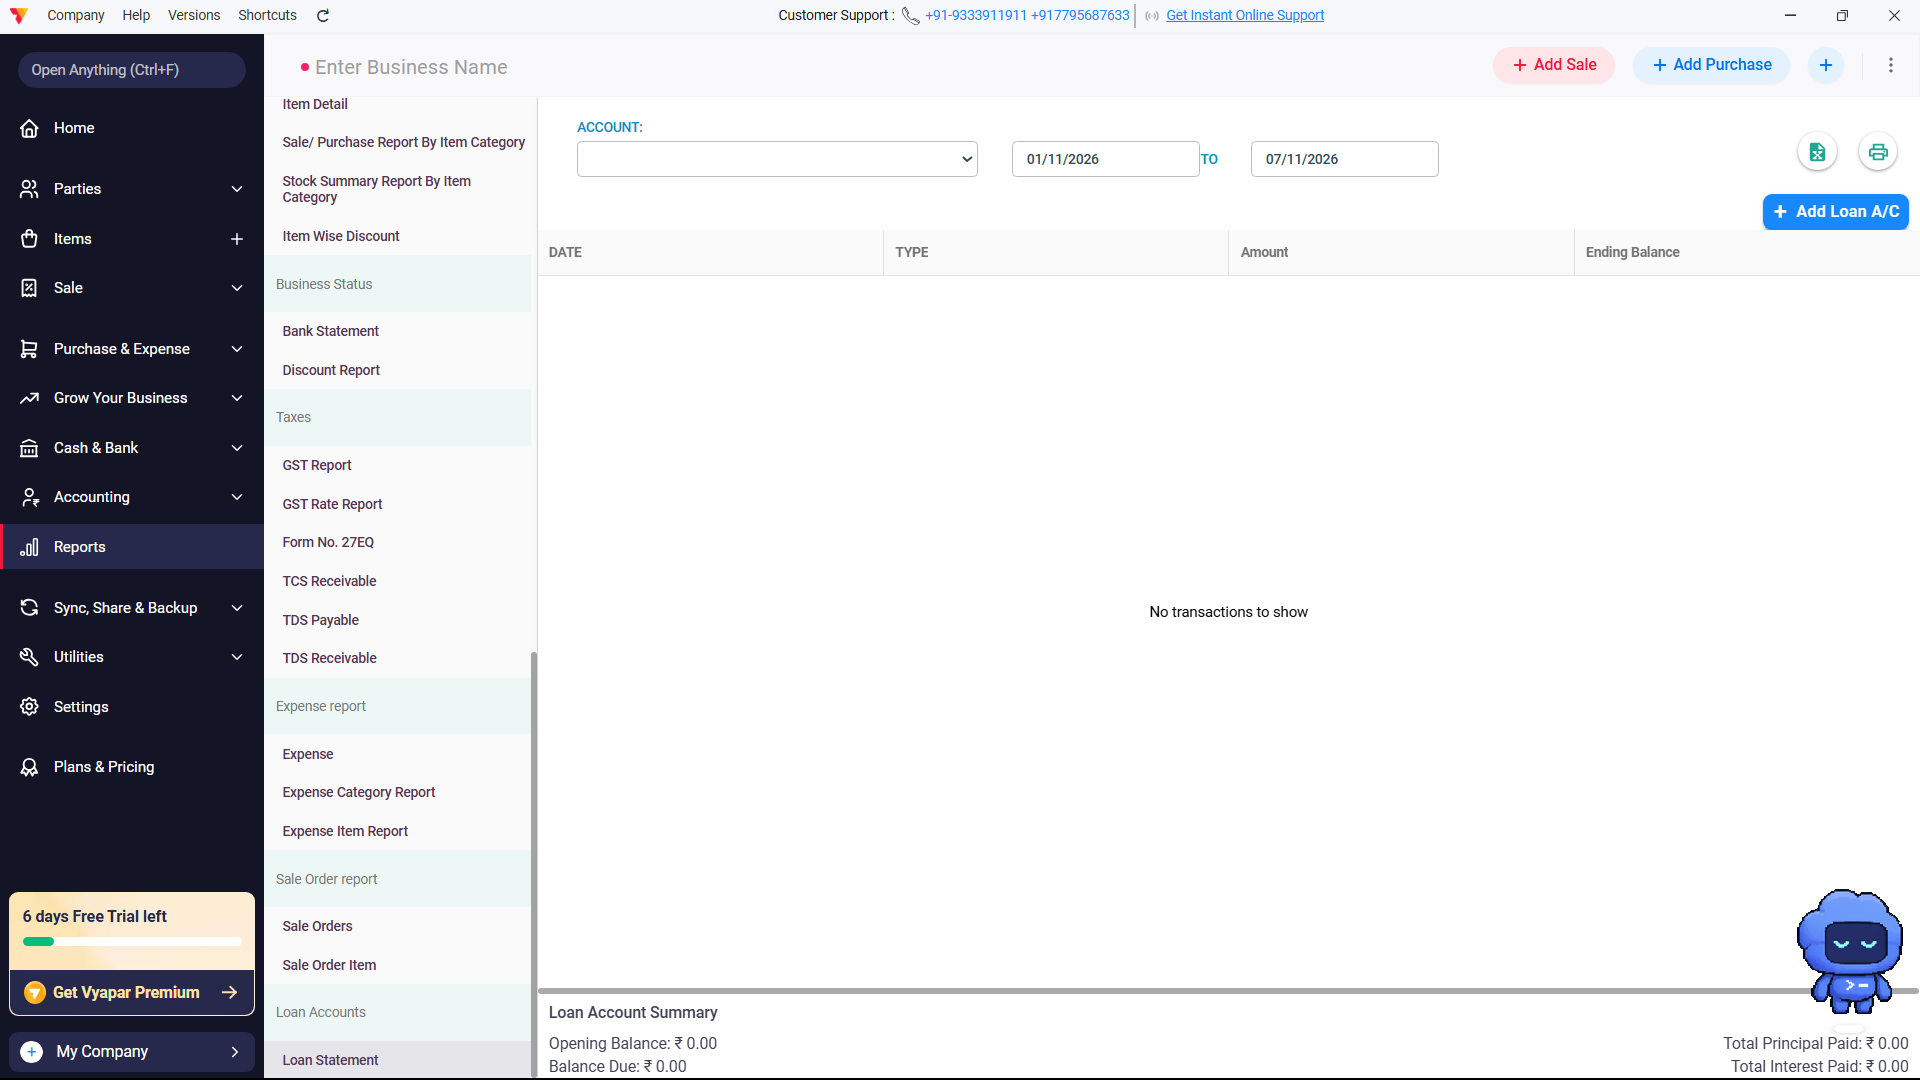 Company Help Versions Shortcuts
Customer Support : +91-9333911911 +917795687633 Get Instant Online Support
Open Anything (Ctrl+F)
Home
Parties
Items
Sale
Purchase & Expense
Grow Your Business
Cash & Bank
Accounting
Reports
Sync, Share & Backup
Utilities
Settings
Plans & Pricing
6 days Free Trial left
Get Vyapar Premium
My Company
Enter Business Name
Add Sale
Add Purchase
Item Detail
Sale/ Purchase Report By Item Category
Stock Summary Report By Item
Category
Item Wise Discount
Business Status
Bank Statement
Discount Report
Taxes
GST Report
GST Rate Report
Form No. 27EQ
TCS Receivable
TDS Payable
TDS Receivable
Expense report
Expense
Expense Category Report
Expense Item Report
Sale Order report
Sale Orders
Sale Order Item
Loan Accounts
Loan Statement
ACCOUNT:
01/11/2026 TO 07/11/2026
Add Loan A/C
DATE TYPE Amount Ending Balance
No transactions to show
Loan Account Summary
Opening Balance: ₹ 0.00 Total Principal Paid: ₹ 0.00
Balance Due: ₹ 0.00 Total Interest Paid: ₹ 0.00